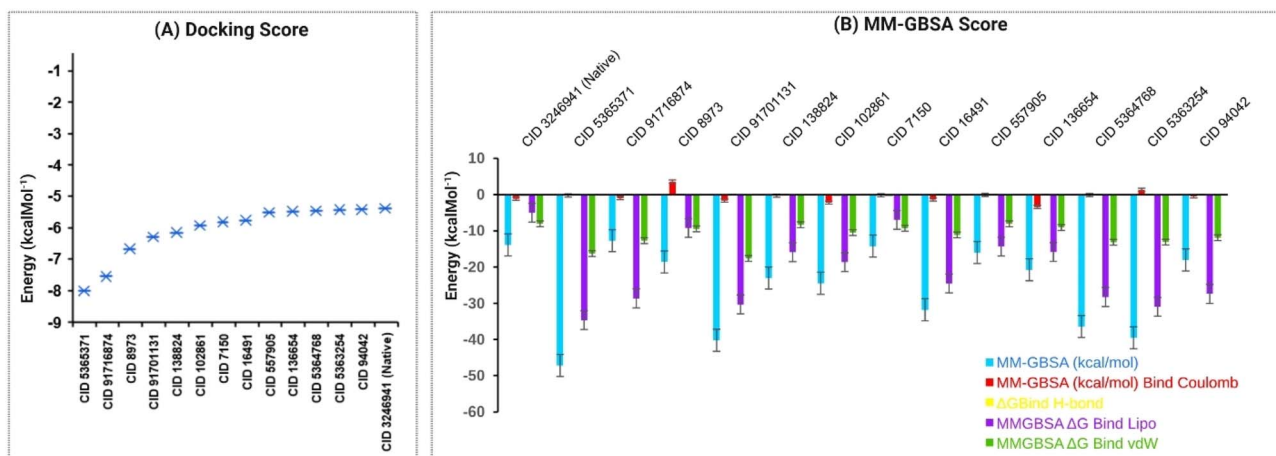 (A) Docking Score
Energy (kcalMol-1)
-1
-2
-3
-4
-5
-6
-7
-8
-9
CID 5365371
CID 91716874
CID 8973
CID 91701131
CID 138824
CID 102861
CID 7150
CID 16491
CID 557905
CID 136654
CID 5364768
CID 5363254
CID 94042
CID 3246941 (Native)
(B) MM-GBSA Score
CID 3246941 (Native)
CID 5365371
CID 91716874
CID 8973
CID 91701131
CID 138824
CID 102861
CID 7150
CID 16491
CID 557905
CID 136654
CID 5364768
CID 5363254
CID 94042
Energy (kcalMol-1)
10
0
-10
-20
-30
-40
-50
-60
MM-GBSA (kcal/mol)
MM-GBSA (kcal/mol) Bind Coulomb
ΔGBind H-bond
MMGBSA ΔG Bind Lipo
MMGBSA ΔG Bind vdW